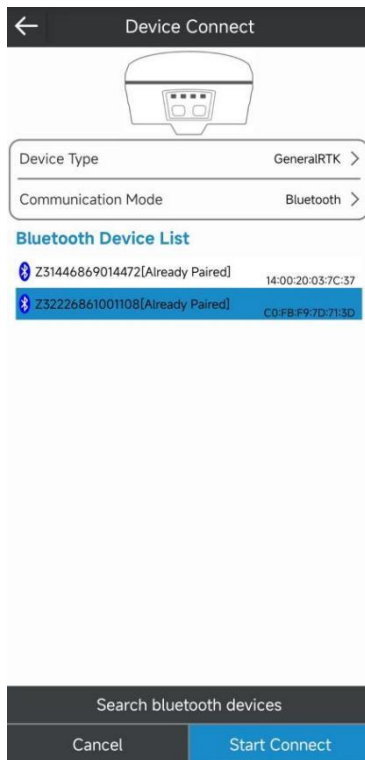 Device Connect
Device Type GeneralRTK
Communication Mode Bluetooth
Bluetooth Device List
Z31446869014472[Already Paired] 14:00:20:03:7C:37
Z32226861001108[Already Paired] C0:FB:F9:7D:71:3D
Search bluetooth devices
Cancel Start Connect